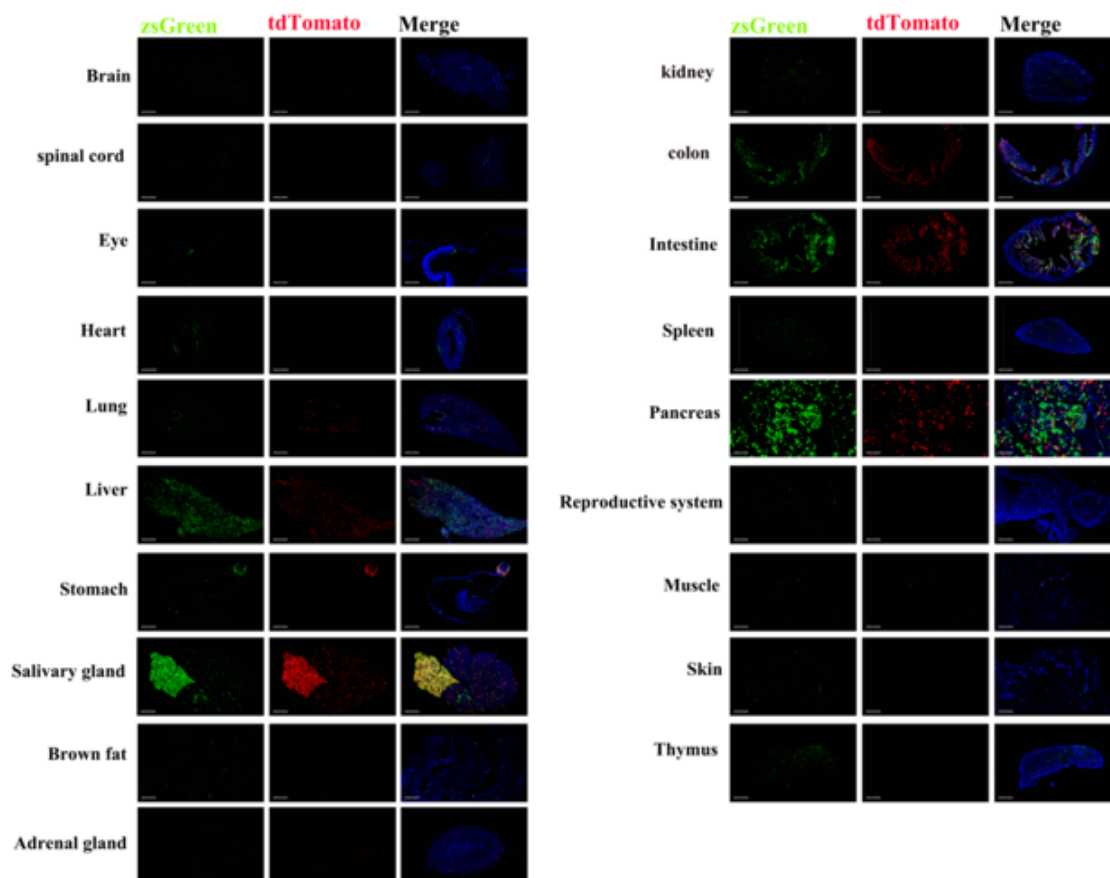 zsGreen tdTomato Merge
Brain
spinal cord
Eye
Heart
Lung
Liver
Stomach
Salivary gland
Brown fat
Adrenal gland
zsGreen tdTomato Merge
kidney
colon
Intestine
Spleen
Pancreas
Reproductive system
Muscle
Skin
Thymus